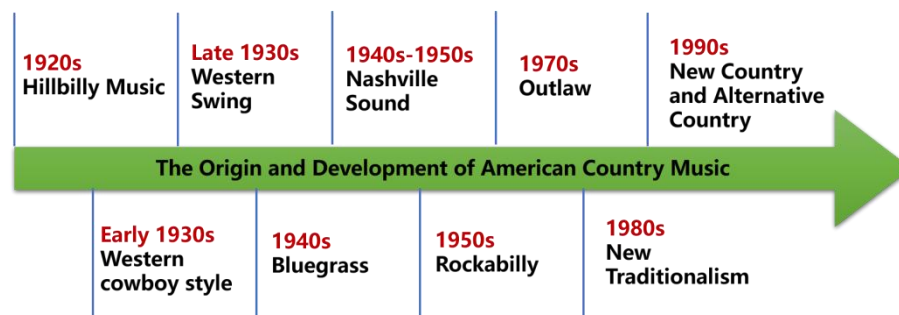 1920s
Hillbilly Music
Late 1930s
Western
Swing
1940s-1950s
Nashville
Sound
1970s
Outlaw
1990s
New Country
and Alternative
Country
The Origin and Development of American Country Music
Early 1930s
Western
cowboy style
1940s
Bluegrass
1950s
Rockabilly
1980s
New
Traditionalism